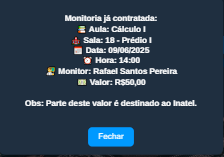 Monitoria já contratada:
Aula: Cálculo I
Sala: 18 - Prédio I
Data: 09/06/2025
Hora: 14:00
Monitor: Rafael Santos Pereira
Valor: R$50,00
Obs: Parte deste valor é destinado ao Inatel.
Fechar